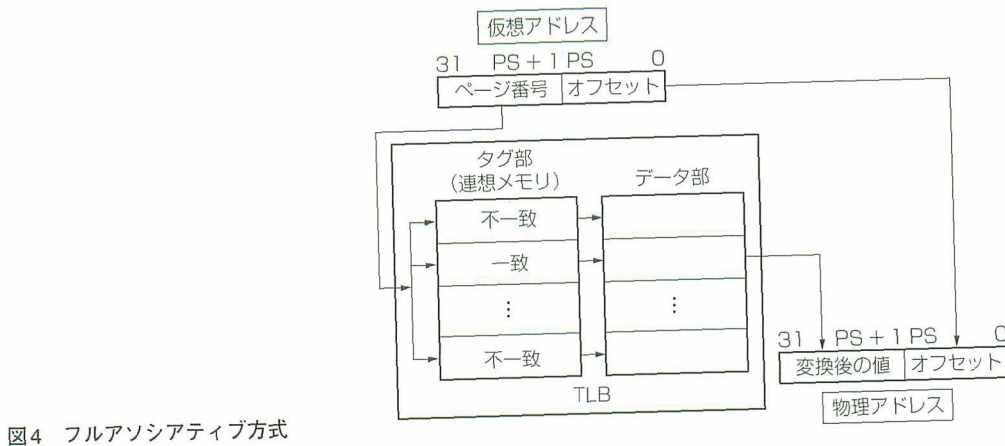 仮想アドレス
31 PS + 1 PS 0
ページ番号 オフセット
タグ部
(連想メモリ)
データ部
不一致
一致
⋮
⋮
不一致
TLB
31 PS + 1 PS 0
変換後の値 オフセット
物理アドレス
図4 フルアソシアティブ方式